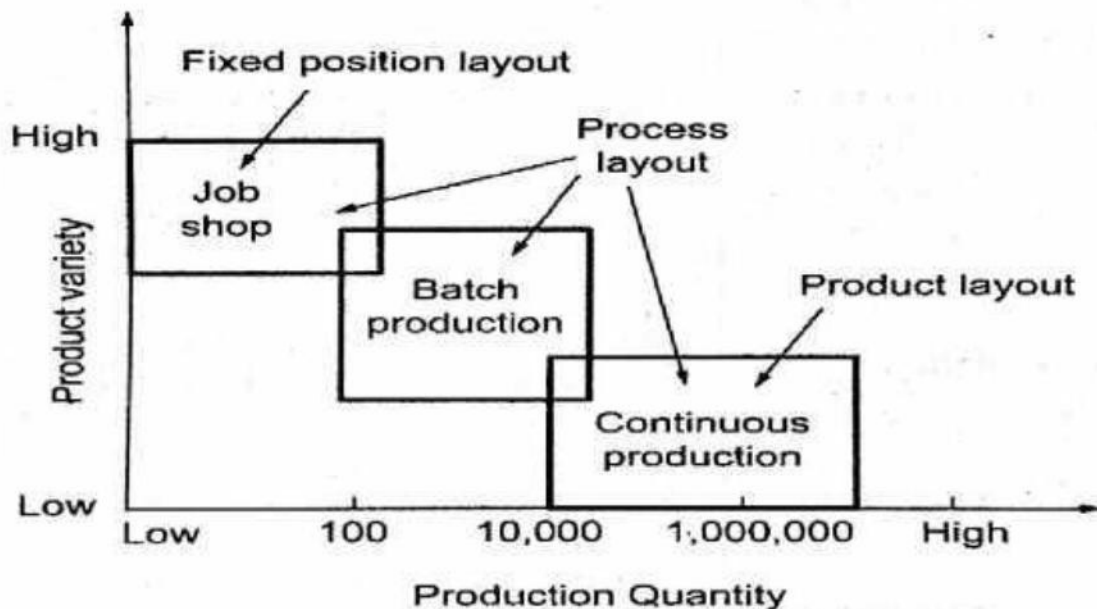 Fixed position layout
High
Process
layout
Job
shop
Product variety
Batch
production
Product layout
Continuous
production
Low
Low 100 10,000 1,000,000 High
Production Quantity